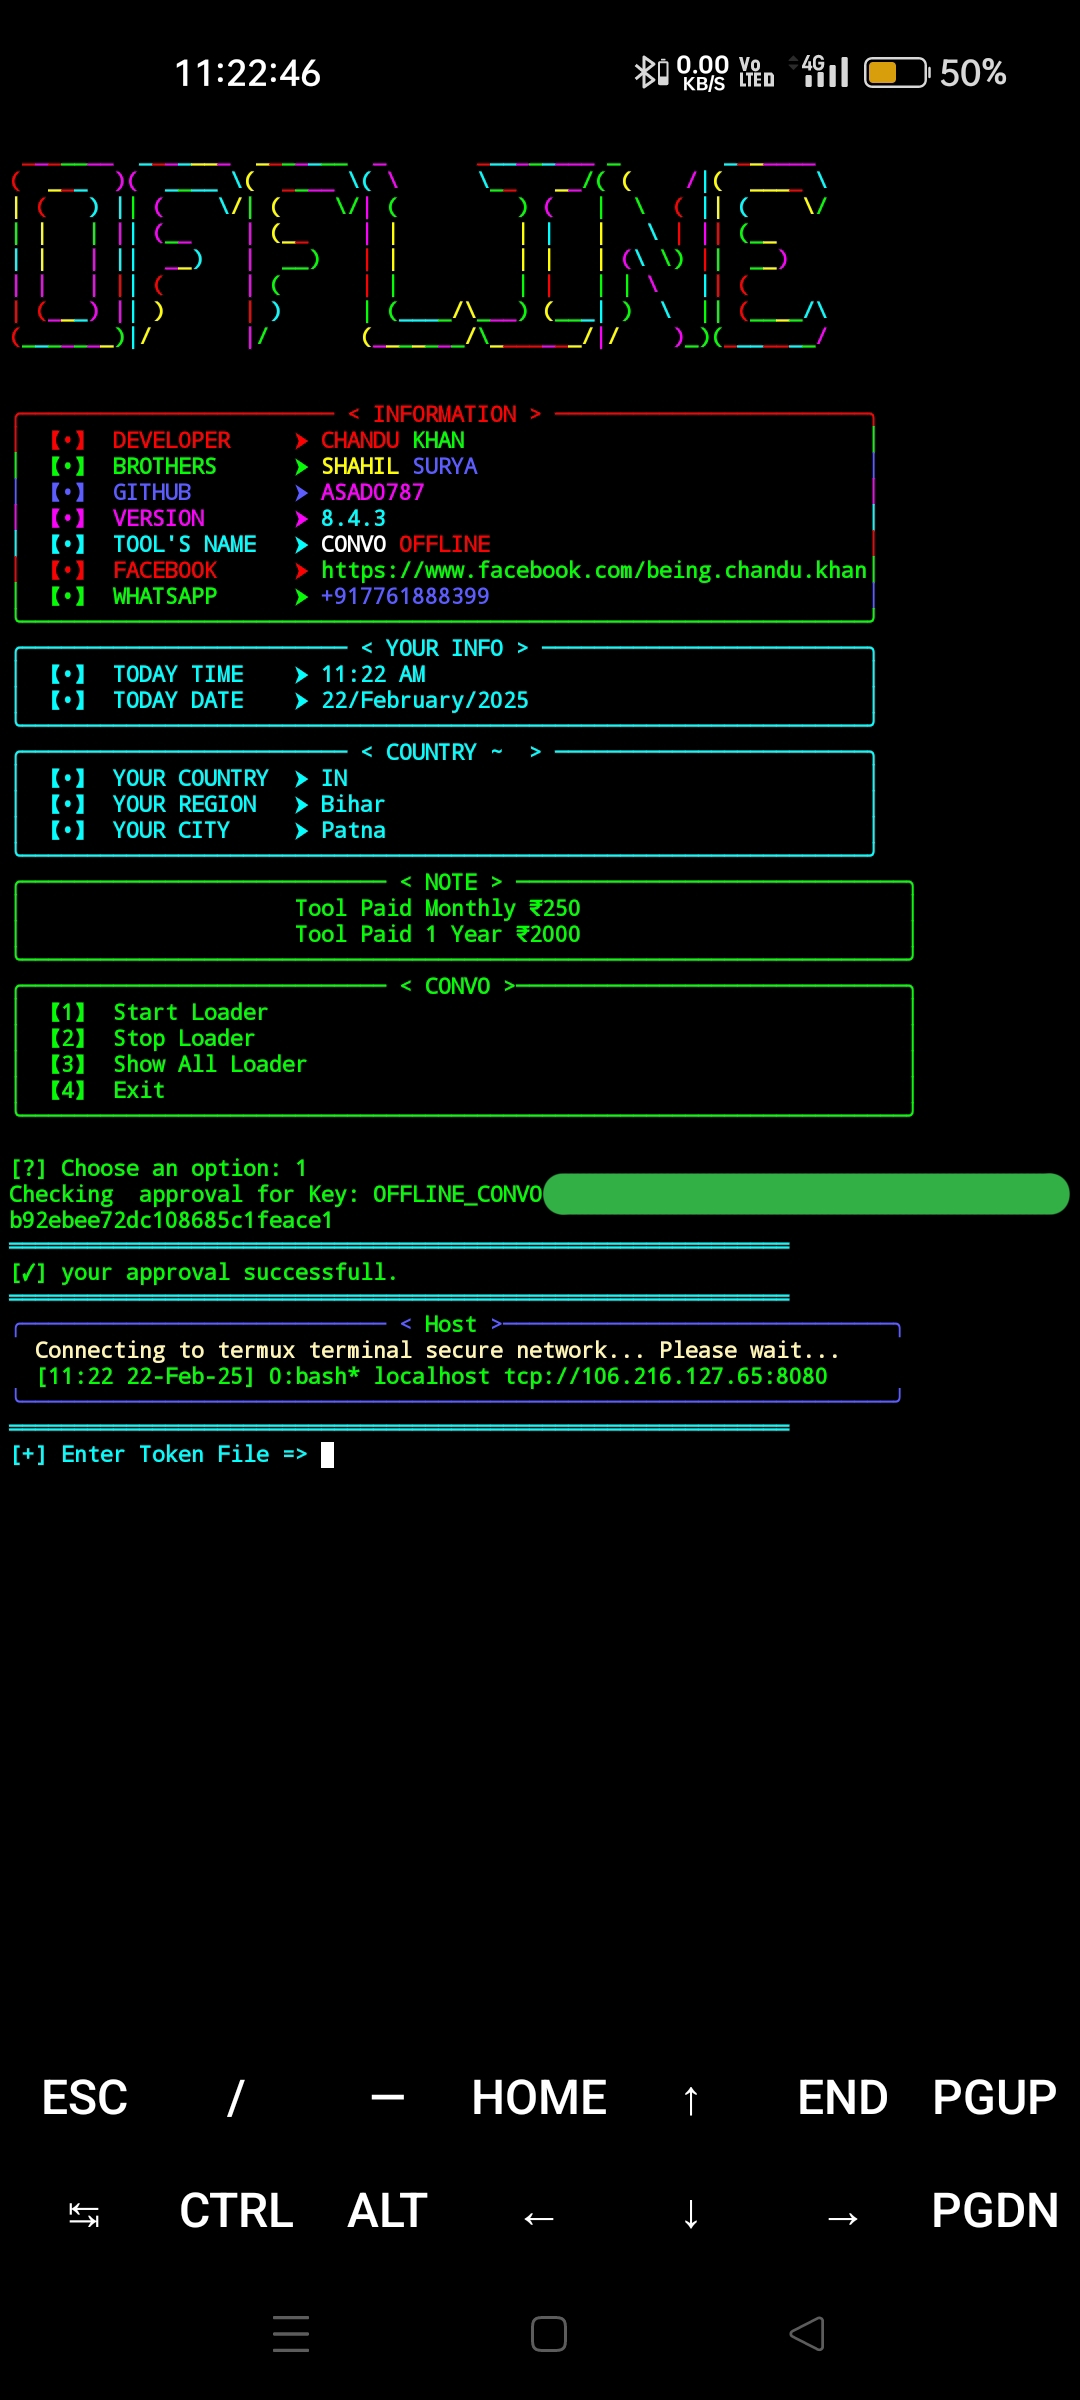 11:22:46 0.00 KB/S Vo LTED 4G 50%
OFFLINE
< INFORMATION >
【•】 DEVELOPER ➤ CHANDU KHAN
【•】 BROTHERS ➤ SHAHIL SURYA
【•】 GITHUB ➤ ASAD0787
【•】 VERSION ➤ 8.4.3
【•】 TOOL'S NAME ➤ CONVO OFFLINE
【•】 FACEBOOK ➤ https://www.facebook.com/being.chandu.khan
【•】 WHATSAPP ➤ +917761888399
< YOUR INFO >
【•】 TODAY TIME ➤ 11:22 AM
【•】 TODAY DATE ➤ 22/February/2025
< COUNTRY ~ >
【•】 YOUR COUNTRY ➤ IN
【•】 YOUR REGION ➤ Bihar
【•】 YOUR CITY ➤ Patna
< NOTE >
Tool Paid Monthly ₹250
Tool Paid 1 Year ₹2000
< CONVO >
【1】 Start Loader
【2】 Stop Loader
【3】 Show All Loader
【4】 Exit
[?] Choose an option: 1
Checking approval for Key: OFFLINE_CONVO
b92ebee72dc108685c1feace1
[✓] your approval successfull.
< Host >
Connecting to termux terminal secure network... Please wait...
[11:22 22-Feb-25] 0:bash* localhost tcp://106.216.127.65:8080
[+] Enter Token File =>
ESC / — HOME ↑ END PGUP
↹ CTRL ALT ← ↓ → PGDN